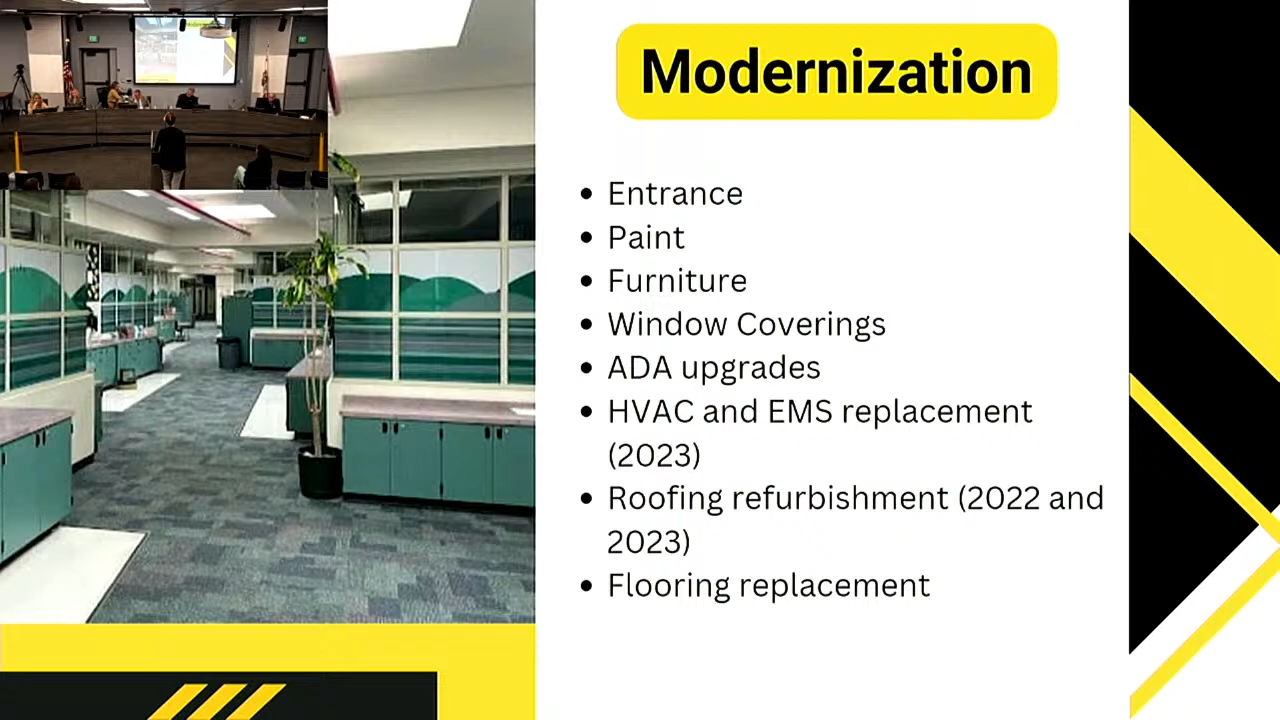 Modernization
• Entrance
• Paint
• Furniture
• Window Coverings
• ADA upgrades
• HVAC and EMS replacement
(2023)
• Roofing refurbishment (2022 and
2023)
• Flooring replacement